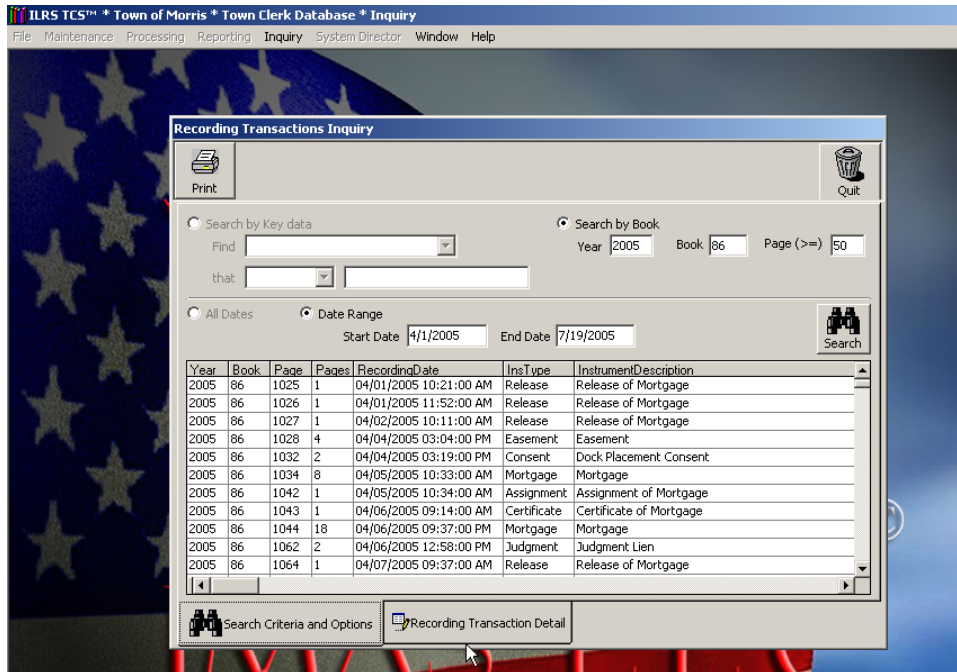 ILRS TCS™ * Town of Morris * Town Clerk Database * Inquiry
File Maintenance Processing Reporting Inquiry System Director Window Help
Recording Transactions Inquiry
Print Quit
Search by Key data Search by Book
Find Year 2005 Book 86 Page (>=) 50
that
All Dates Date Range
Start Date 4/1/2005 End Date 7/19/2005 Search
Year Book Page Pages RecordingDate InsType InstrumentDescription
2005 86 1025 1 04/01/2005 10:21:00 AM Release Release of Mortgage
2005 86 1026 1 04/01/2005 11:52:00 AM Release Release of Mortgage
2005 86 1027 1 04/02/2005 10:11:00 AM Release Release of Mortgage
2005 86 1028 4 04/04/2005 03:04:00 PM Easement Easement
2005 86 1032 2 04/04/2005 03:19:00 PM Consent Dock Placement Consent
2005 86 1034 8 04/05/2005 10:33:00 AM Mortgage Mortgage
2005 86 1042 1 04/05/2005 10:34:00 AM Assignment Assignment of Mortgage
2005 86 1043 1 04/06/2005 09:14:00 AM Certificate Certificate of Mortgage
2005 86 1044 18 04/06/2005 09:37:00 PM Mortgage Mortgage
2005 86 1062 2 04/06/2005 12:58:00 PM Judgment Judgment Lien
2005 86 1064 1 04/07/2005 09:37:00 AM Release Release of Mortgage
Search Criteria and Options Recording Transaction Detail